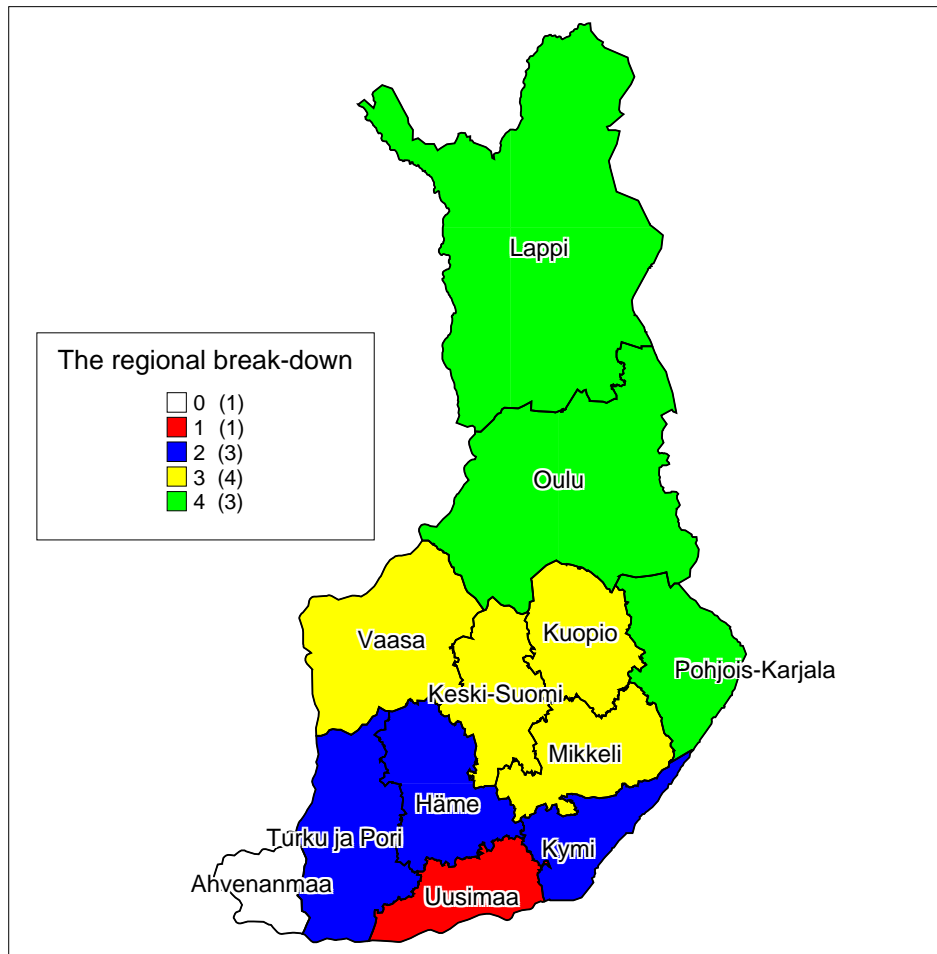 Lappi
The regional break-down
0 (1)
1 (1)
2 (3)
3 (4)
4 (3)
Oulu
Vaasa
Kuopio
Pohjois-Karjala
Keski-Suomi
Mikkeli
Häme
Turku ja Pori
Kymi
Ahvenanmaa
Uusimaa